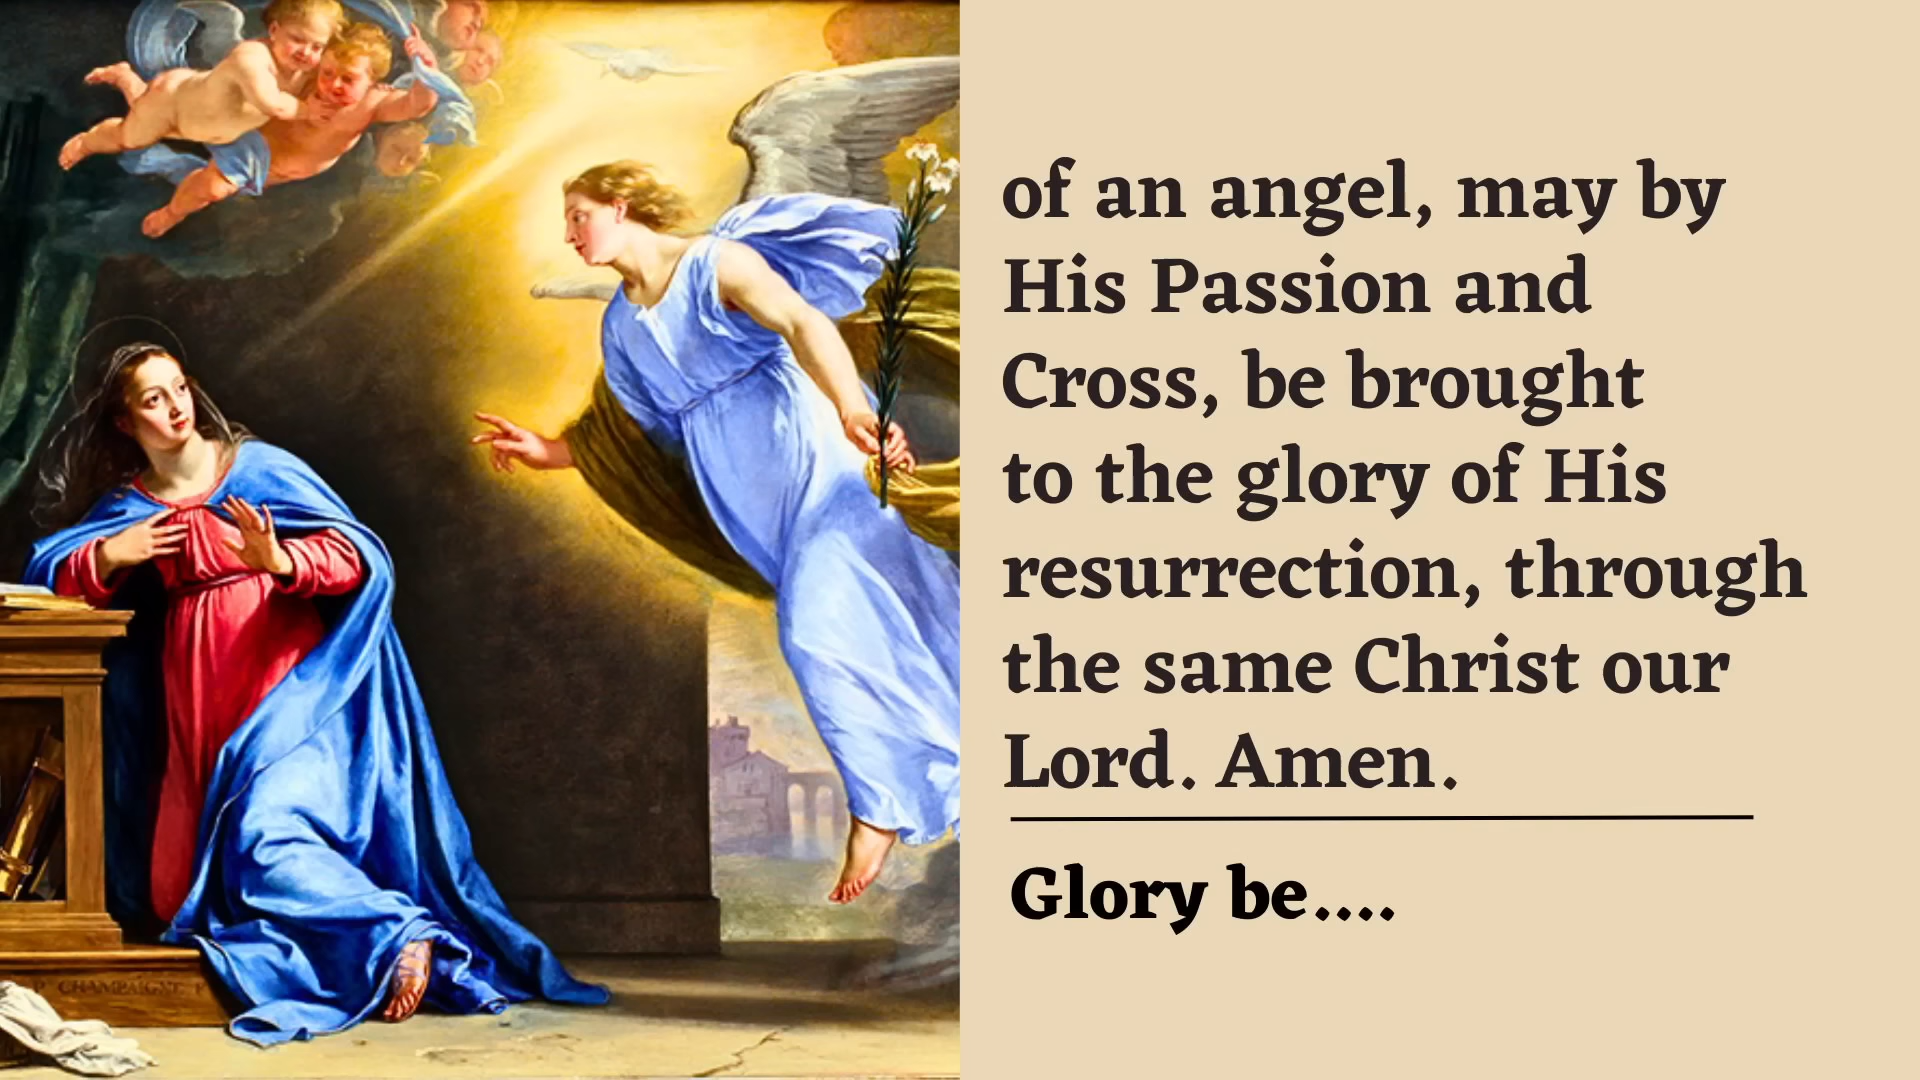 of an angel, may by
His Passion and
Cross, be brought
to the glory of His
resurrection, through
the same Christ our
Lord. Amen.
Glory be....
P CHAMPAIGNE F